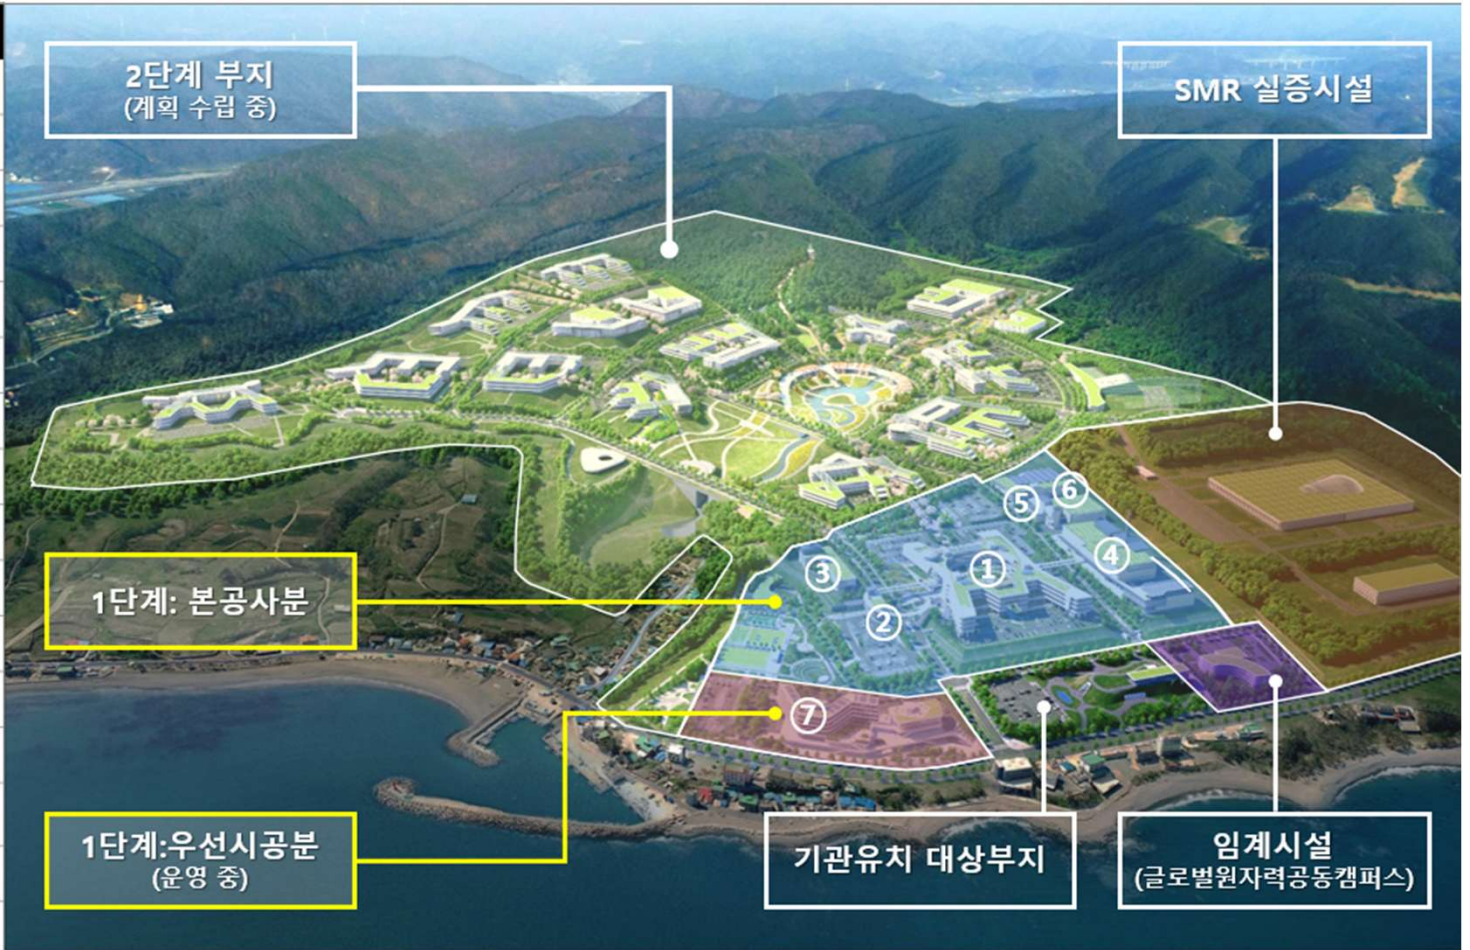 2단계 부지
(계획 수립 중)
SMR 실증시설
⑤
⑥
④
③
①
②
1단계: 본공사분
⑦
1단계:우선시공분
(운영 중)
기관유치 대상부지
임계시설
(글로벌원자력공동캠퍼스)